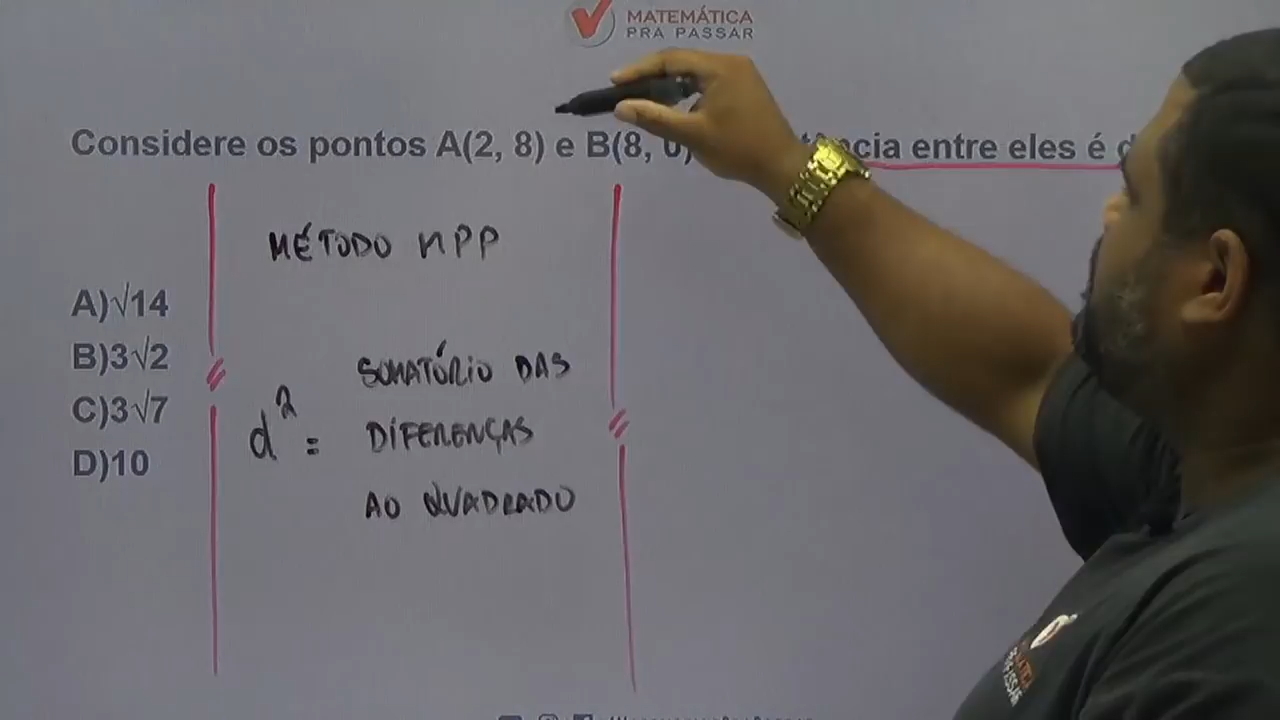 MATEMÁTICA
PRA PASSAR
Considere os pontos A(2, 8) e B(8, 0) entre eles é
MÉTODO MPP
A)√14
B)3√2
C)3√7
D)10
d² =
SOMATÓRIO DAS
DIFERENÇAS
AO QUADRADO